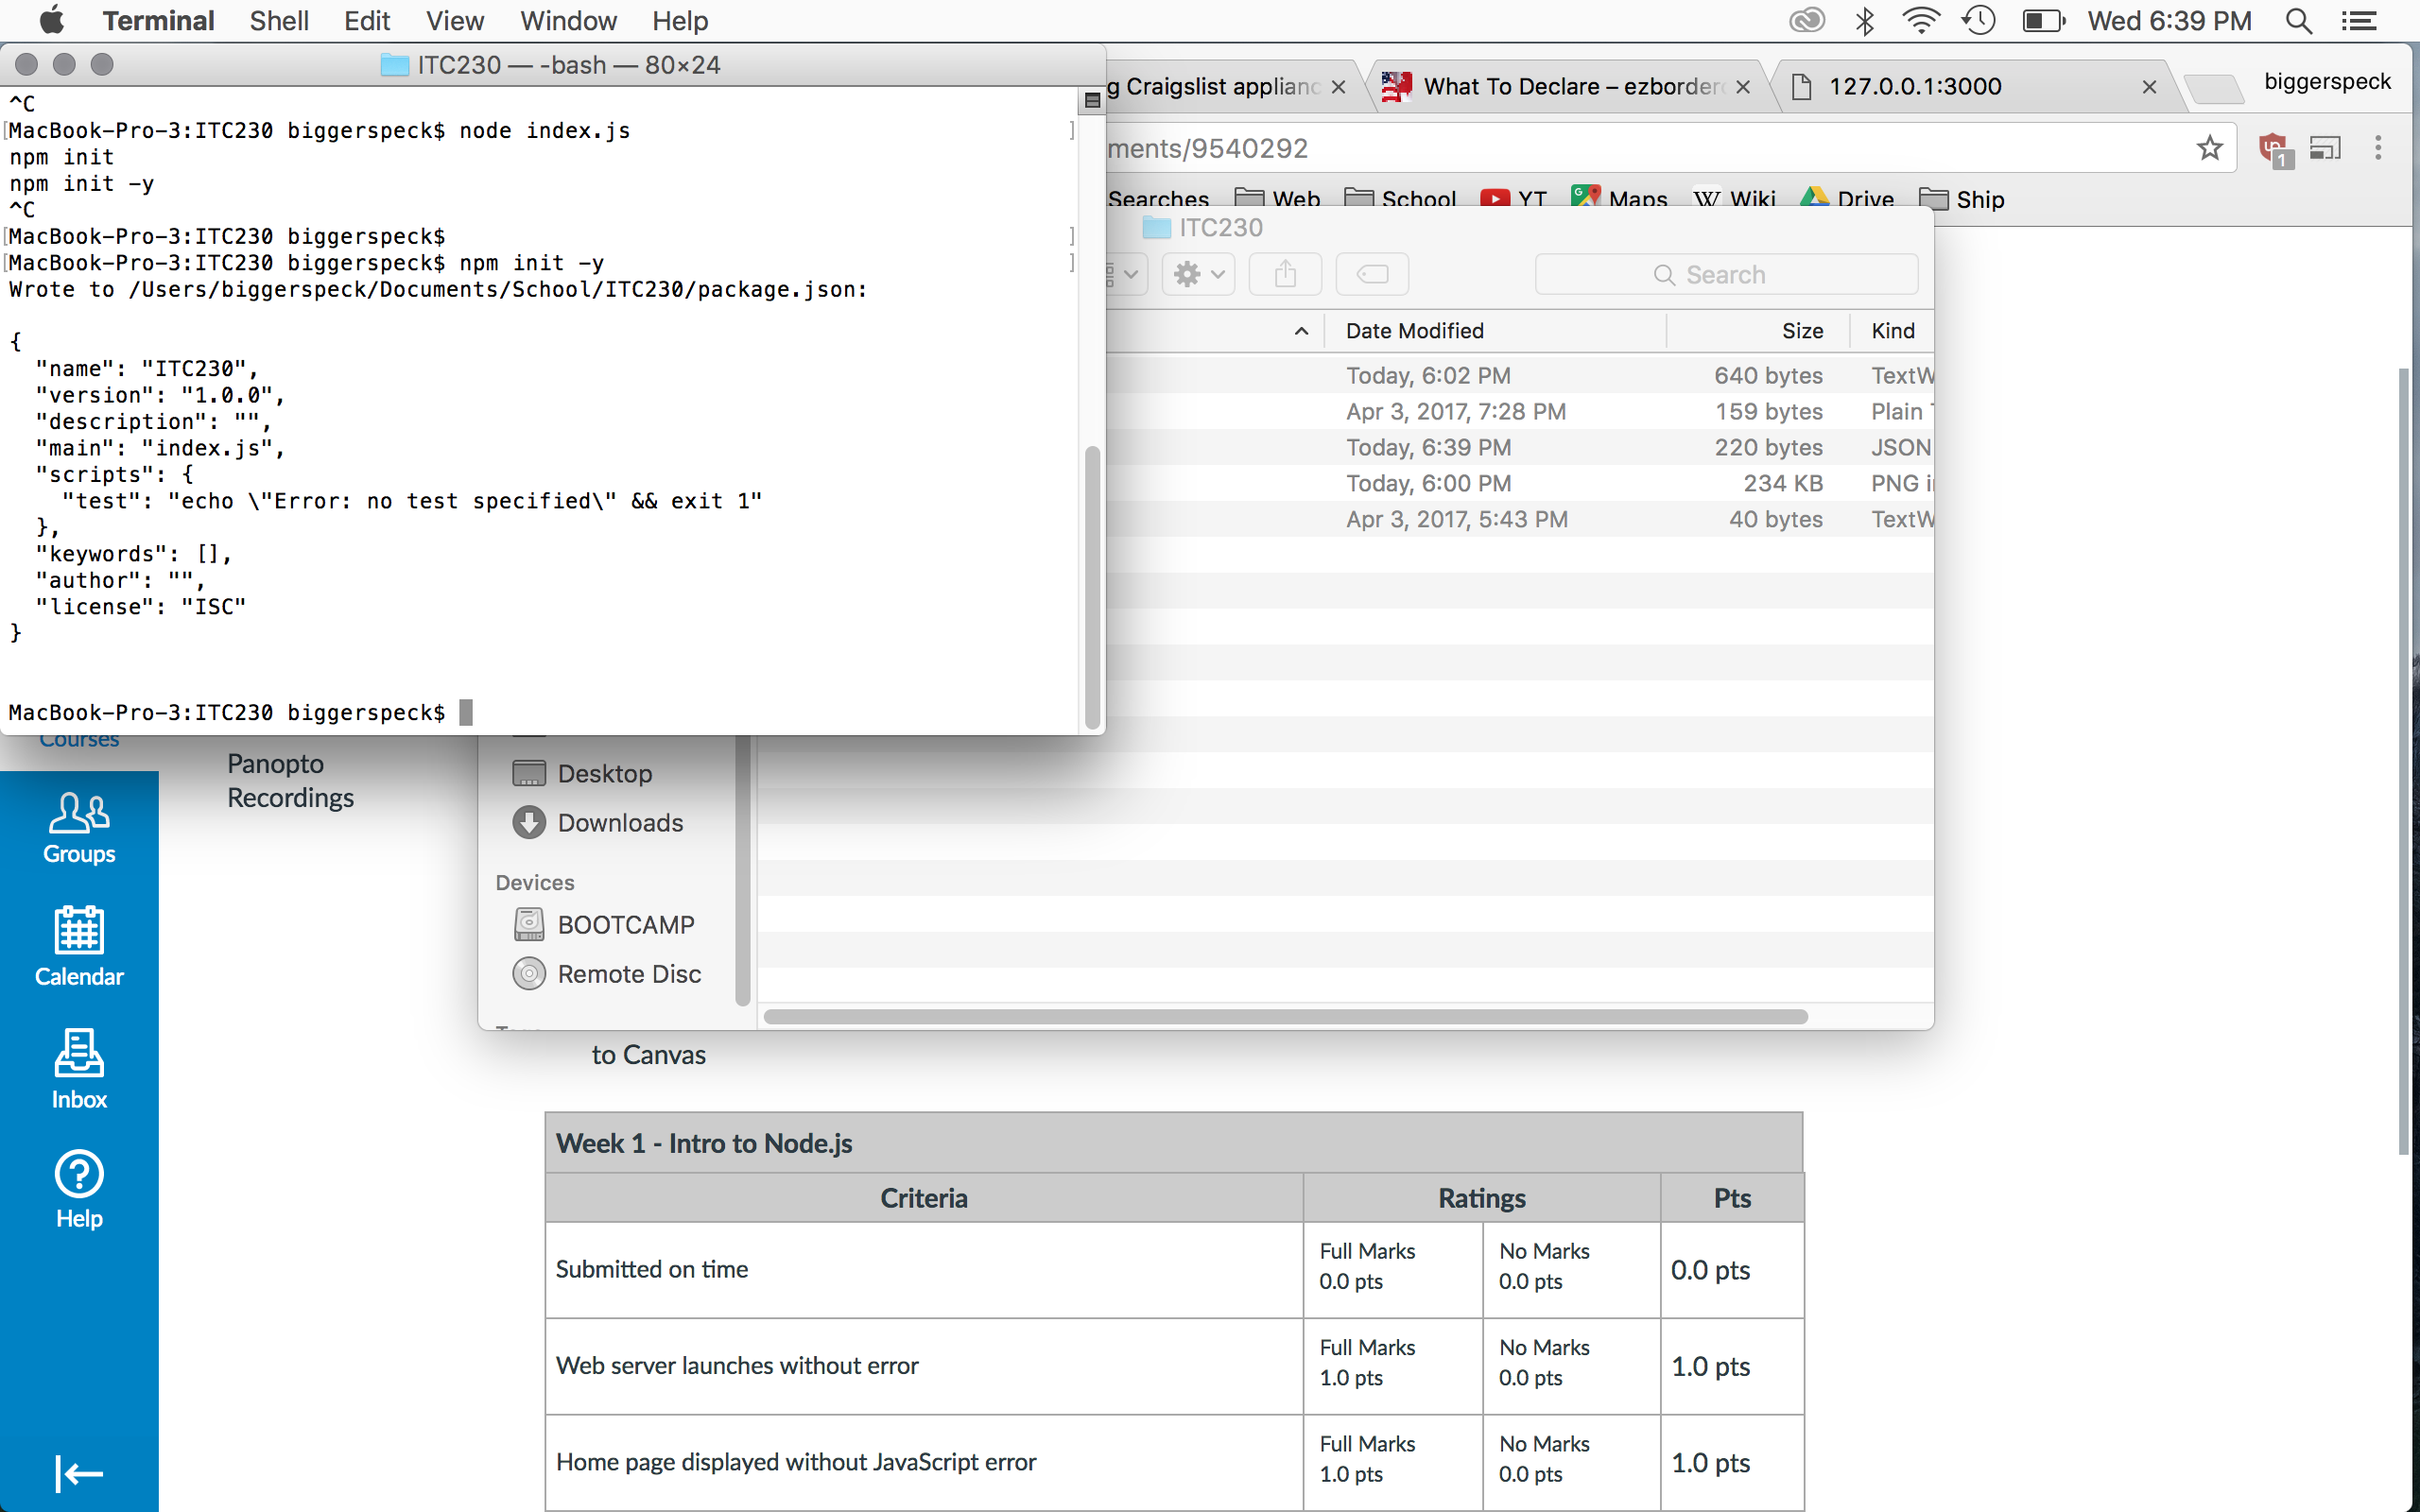 Terminal Shell Edit View Window Help
Wed 6:39 PM
ITC230 — -bash — 80×24
^C
MacBook-Pro-3:ITC230 biggerspeck$ node index.js
npm init
npm init -y
^C
MacBook-Pro-3:ITC230 biggerspeck$
MacBook-Pro-3:ITC230 biggerspeck$ npm init -y
Wrote to /Users/biggerspeck/Documents/School/ITC230/package.json:
{
"name": "ITC230",
"version": "1.0.0",
"description": "",
"main": "index.js",
"scripts": {
"test": "echo \"Error: no test specified\" && exit 1"
},
"keywords": [],
"author": "",
"license": "ISC"
}
MacBook-Pro-3:ITC230 biggerspeck$
g Craigslist applianc
What To Declare – ezborderc
127.0.0.1:3000
biggerspeck
ments/9540292
1
Searches Web School YT Maps Wiki Drive Ship
ITC230
Search
Date Modified Size Kind
Today, 6:02 PM 640 bytes TextW
Apr 3, 2017, 7:28 PM 159 bytes Plain
Today, 6:39 PM 220 bytes JSON
Today, 6:00 PM 234 KB PNG i
Apr 3, 2017, 5:43 PM 40 bytes TextW
Desktop
Downloads
Devices
BOOTCAMP
Remote Disc
Courses
Groups
Calendar
Inbox
Help
Panopto
Recordings
to Canvas
Week 1 - Intro to Node.js
Criteria Ratings Pts
Submitted on time
Full Marks
0.0 pts
No Marks
0.0 pts
0.0 pts
Web server launches without error
Full Marks
1.0 pts
No Marks
0.0 pts
1.0 pts
Home page displayed without JavaScript error
Full Marks
1.0 pts
No Marks
0.0 pts
1.0 pts